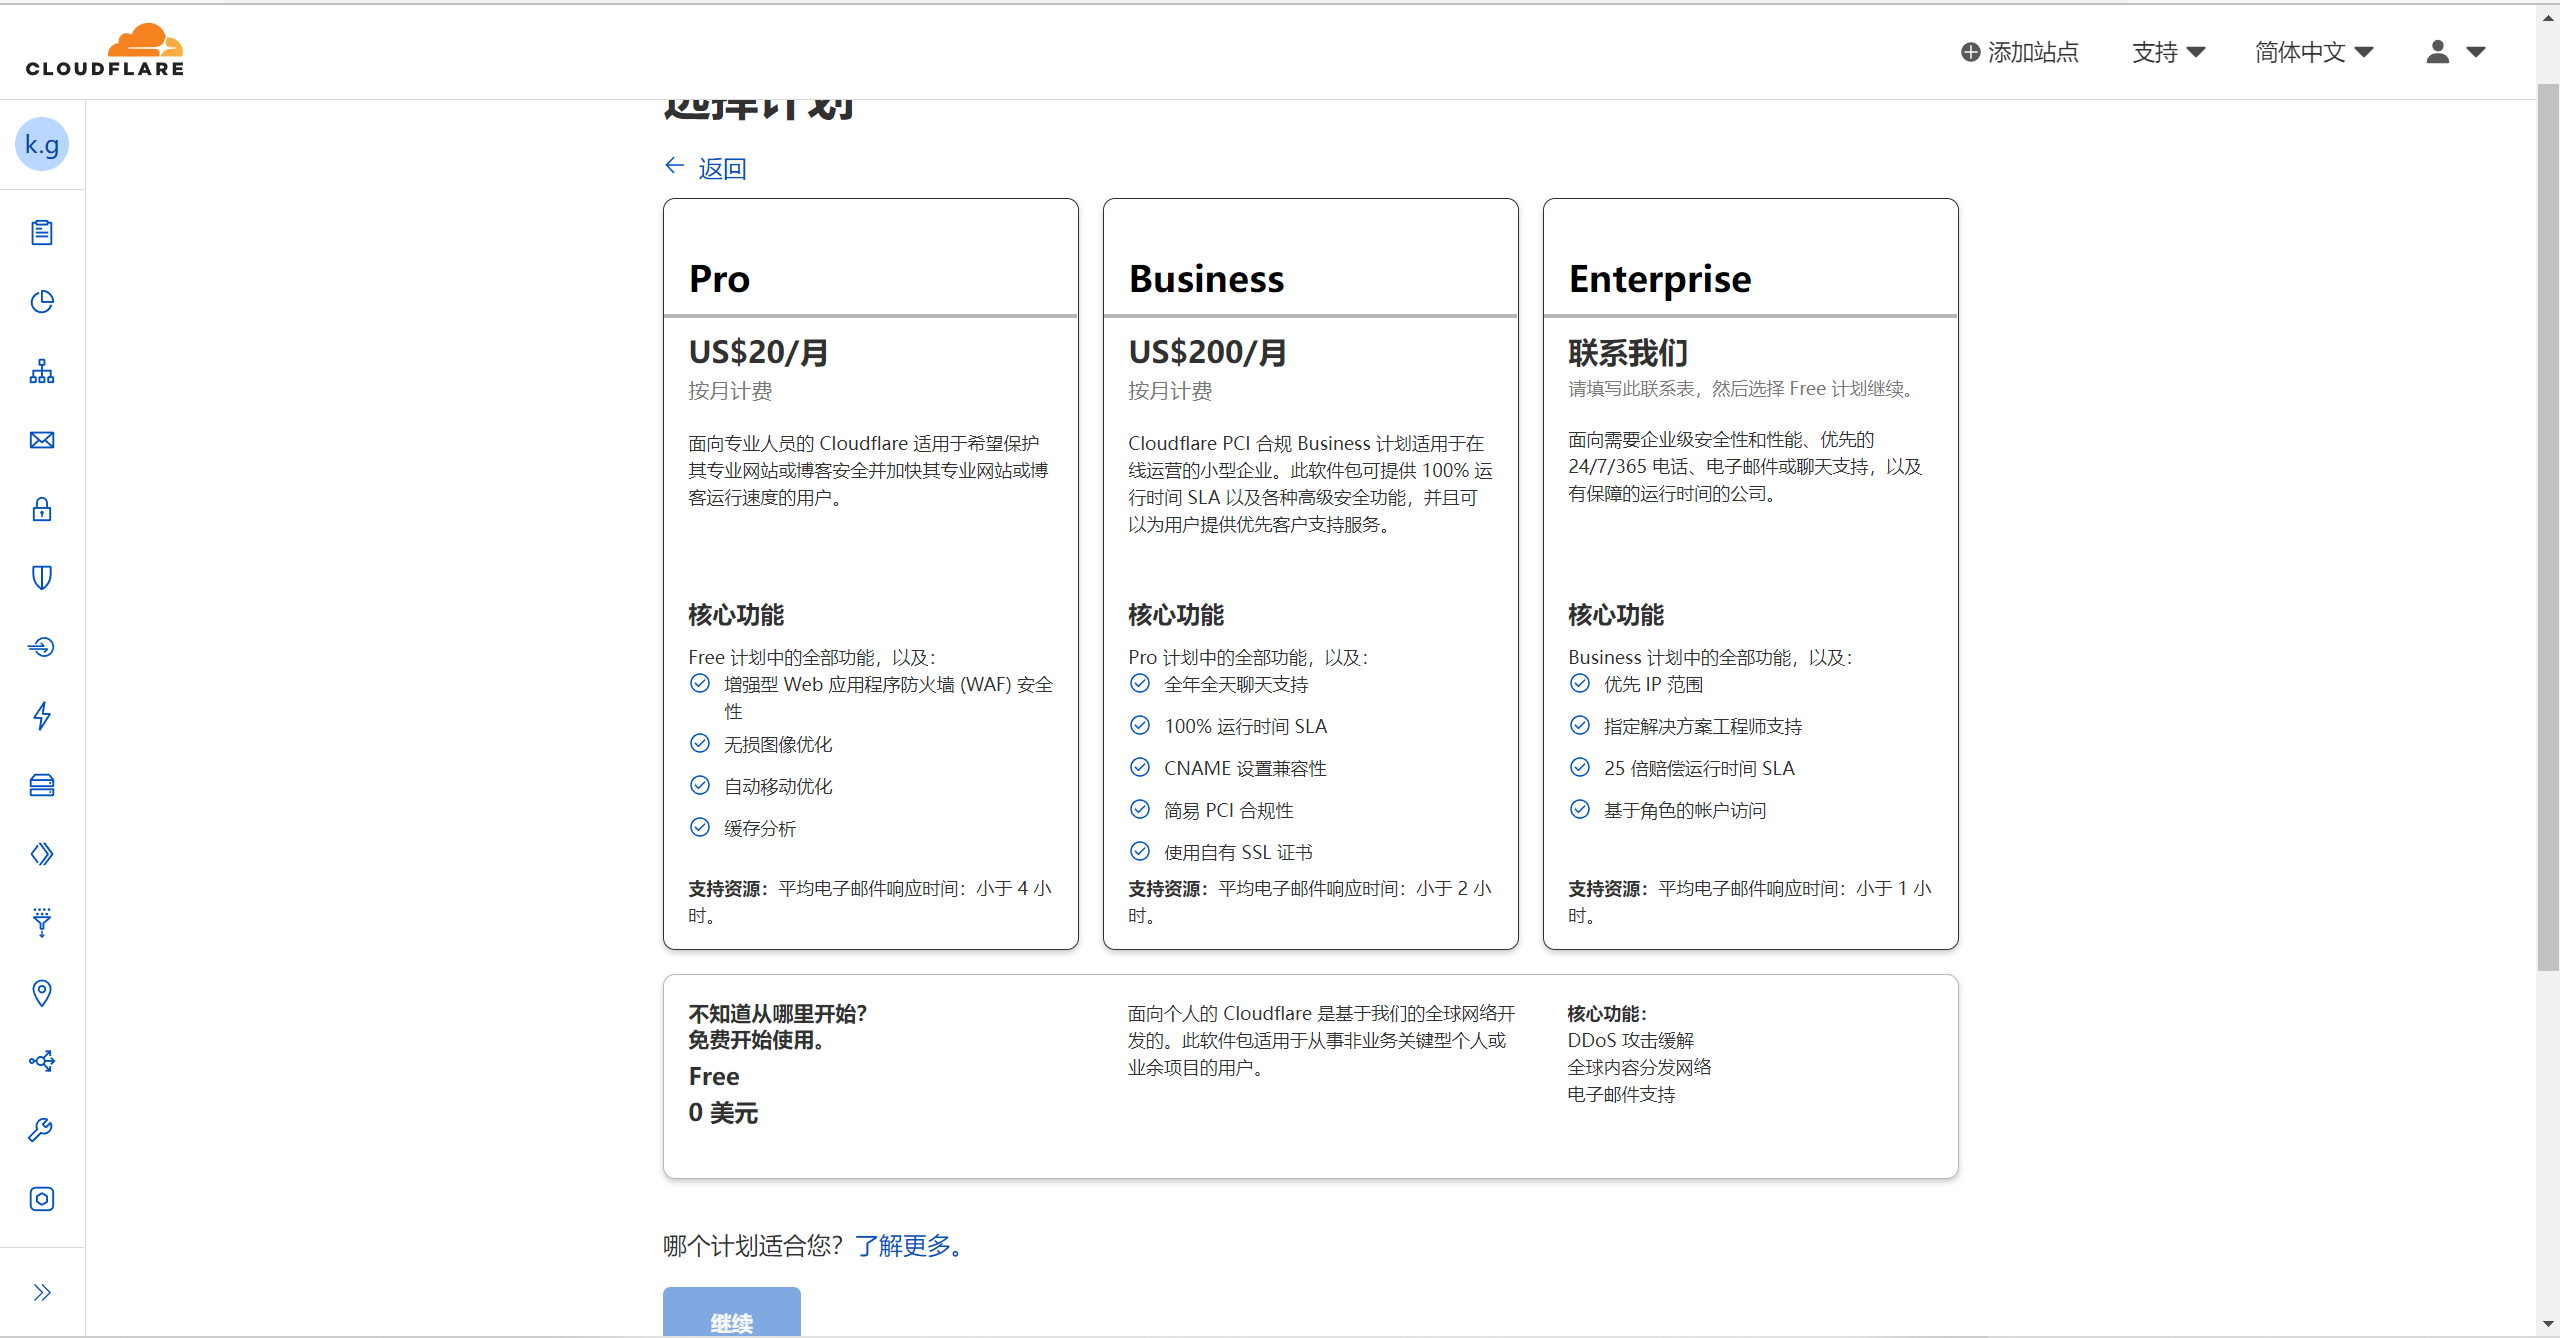 CLOUDFLARE
添加站点
支持
简体中文
k.g
选择计划
返回
Pro
US$20/月
按月计费
面向专业人员的 Cloudflare 适用于希望保护
其专业网站或博客安全并加快其专业网站或博
客运行速度的用户。
核心功能
Free 计划中的全部功能，以及：
增强型 Web 应用程序防火墙 (WAF) 安全
性
无损图像优化
自动移动优化
缓存分析
支持资源：平均电子邮件响应时间：小于 4 小
时。
Business
US$200/月
按月计费
Cloudflare PCI 合规 Business 计划适用于在
线运营的小型企业。此软件包可提供 100% 运
行时间 SLA 以及各种高级安全功能，并且可
以为用户提供优先客户支持服务。
核心功能
Pro 计划中的全部功能，以及：
全年全天聊天支持
100% 运行时间 SLA
CNAME 设置兼容性
简易 PCI 合规性
使用自有 SSL 证书
支持资源：平均电子邮件响应时间：小于 2 小
时。
Enterprise
联系我们
请填写此联系表，然后选择 Free 计划继续。
面向需要企业级安全性和性能、优先的
24/7/365 电话、电子邮件或聊天支持，以及
有保障的运行时间的公司。
核心功能
Business 计划中的全部功能，以及：
优先 IP 范围
指定解决方案工程师支持
25 倍赔偿运行时间 SLA
基于角色的帐户访问
支持资源：平均电子邮件响应时间：小于 1 小
时。
不知道从哪里开始？
免费开始使用。
Free
0 美元
面向个人的 Cloudflare 是基于我们的全球网络开
发的。此软件包适用于从事非业务关键型个人或
业余项目的用户。
核心功能：
DDoS 攻击缓解
全球内容分发网络
电子邮件支持
哪个计划适合您？了解更多。
继续